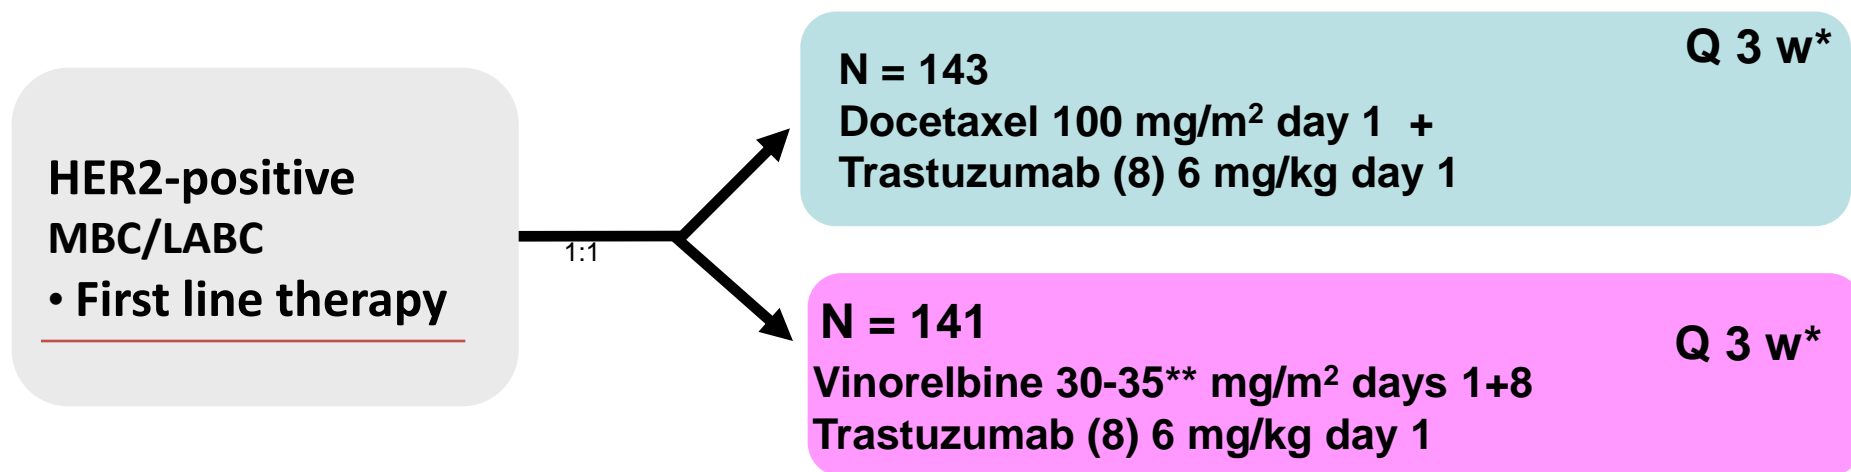 HER2-positive
MBC/LABC
• First line therapy
1:1
Q 3 w*
N = 143
Docetaxel 100 mg/m² day 1 +
Trastuzumab (8) 6 mg/kg day 1
N = 141
Q 3 w*
Vinorelbine 30-35** mg/m² days 1+8
Trastuzumab (8) 6 mg/kg day 1